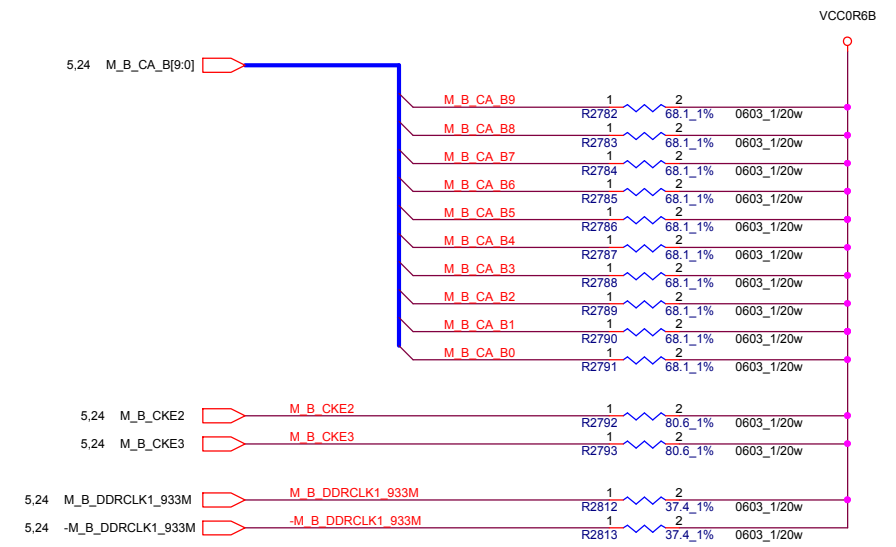 VCC0R6B
5,24 M_B_CA_B[9:0]
M_B_CA_B9 1 2
R2782 68.1_1% 0603_1/20w
M_B_CA_B8 1 2
R2783 68.1_1% 0603_1/20w
M_B_CA_B7 1 2
R2784 68.1_1% 0603_1/20w
M_B_CA_B6 1 2
R2785 68.1_1% 0603_1/20w
M_B_CA_B5 1 2
R2786 68.1_1% 0603_1/20w
M_B_CA_B4 1 2
R2787 68.1_1% 0603_1/20w
M_B_CA_B3 1 2
R2788 68.1_1% 0603_1/20w
M_B_CA_B2 1 2
R2789 68.1_1% 0603_1/20w
M_B_CA_B1 1 2
R2790 68.1_1% 0603_1/20w
M_B_CA_B0 1 2
R2791 68.1_1% 0603_1/20w
5,24 M_B_CKE2 M_B_CKE2 1 2
R2792 80.6_1% 0603_1/20w
5,24 M_B_CKE3 M_B_CKE3 1 2
R2793 80.6_1% 0603_1/20w
5,24 M_B_DDRCLK1_933M M_B_DDRCLK1_933M 1 2
R2812 37.4_1% 0603_1/20w
5,24 -M_B_DDRCLK1_933M -M_B_DDRCLK1_933M 1 2
R2813 37.4_1% 0603_1/20w